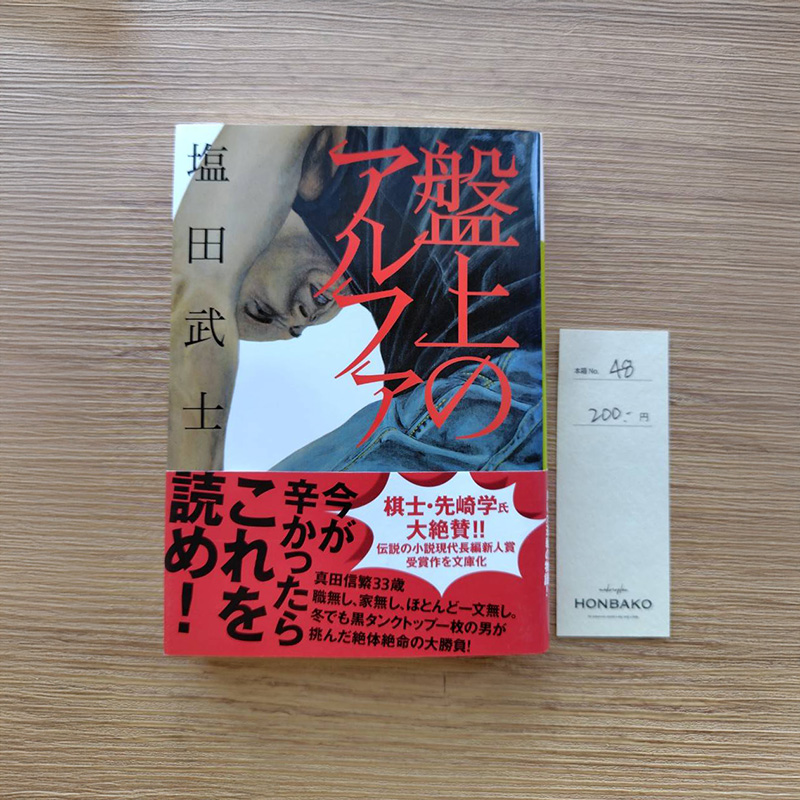 盤上の
アルファ
塩田武士
今が
辛かったら
これを
読め!
棋士・先崎学氏
大絶賛!!
伝説の小説現代長編新人賞
受賞作を文庫化
真田信繁33歳
職無し、家無し、ほとんど一文無し。
冬でも黒タンクトップ一枚の男が
挑んだ絶体絶命の大勝負!
本箱 No. 48
200.- 円
HONBAKO